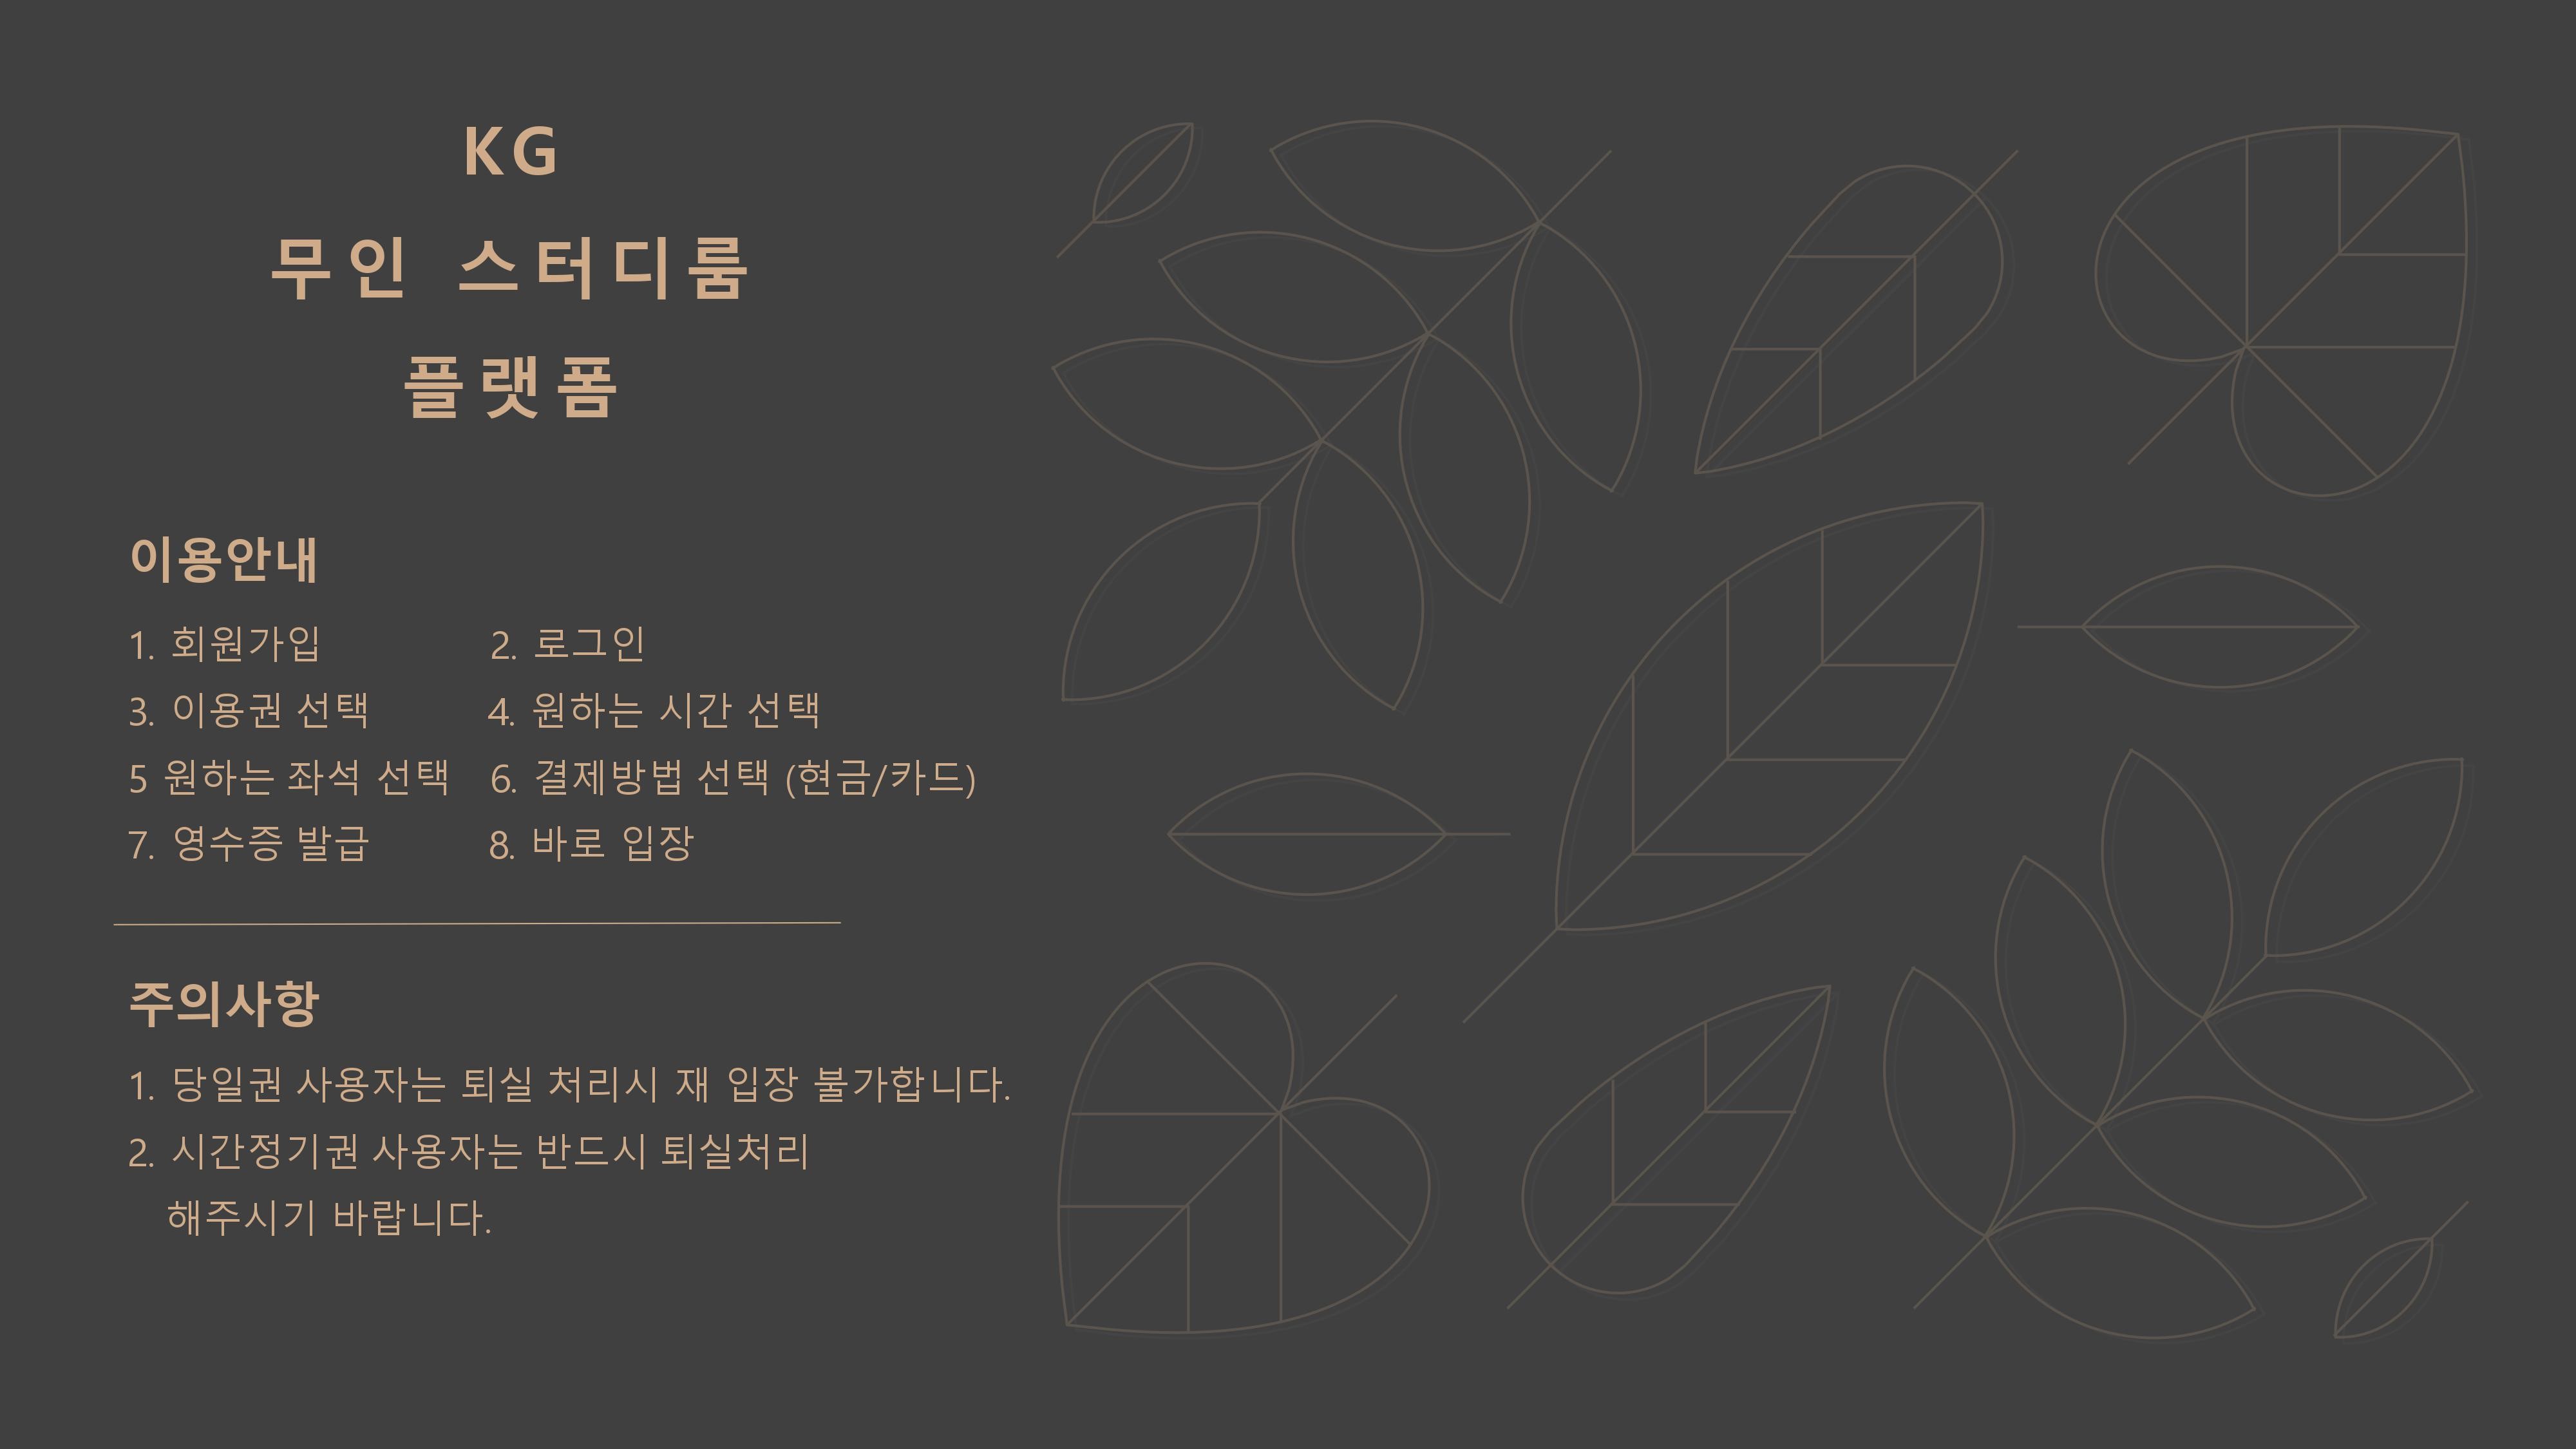 KG
무인 스터디룸
플랫폼
이용안내
1. 회원가입 2. 로그인
3. 이용권 선택 4. 원하는 시간 선택
5 원하는 좌석 선택 6. 결제방법 선택 (현금/카드)
7. 영수증 발급 8. 바로 입장
주의사항
1. 당일권 사용자는 퇴실 처리시 재 입장 불가합니다.
2. 시간정기권 사용자는 반드시 퇴실처리
해주시기 바랍니다.